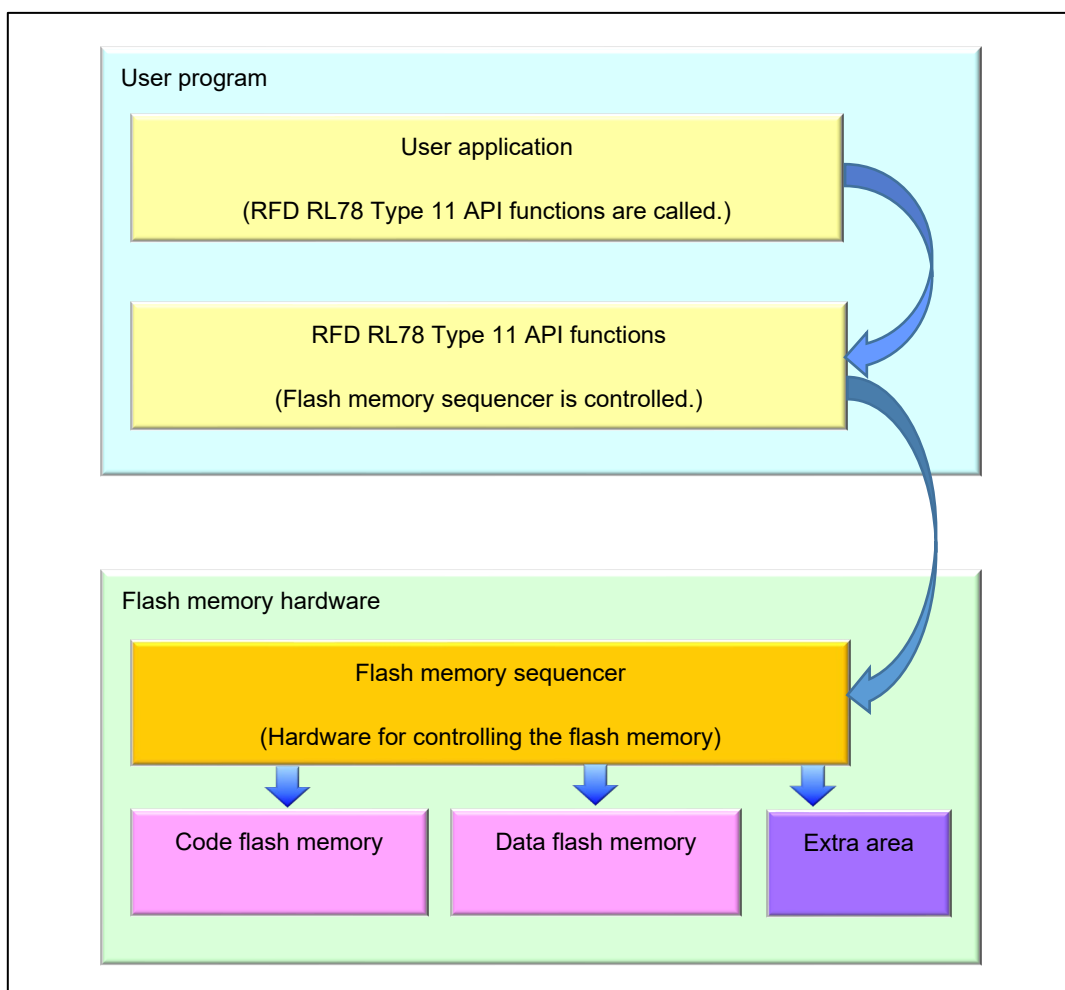 User program
User application
(RFD RL78 Type 11 API functions are called.)
RFD RL78 Type 11 API functions
(Flash memory sequencer is controlled.)
Flash memory hardware
Flash memory sequencer
(Hardware for controlling the flash memory)
Code flash memory
Data flash memory
Extra area